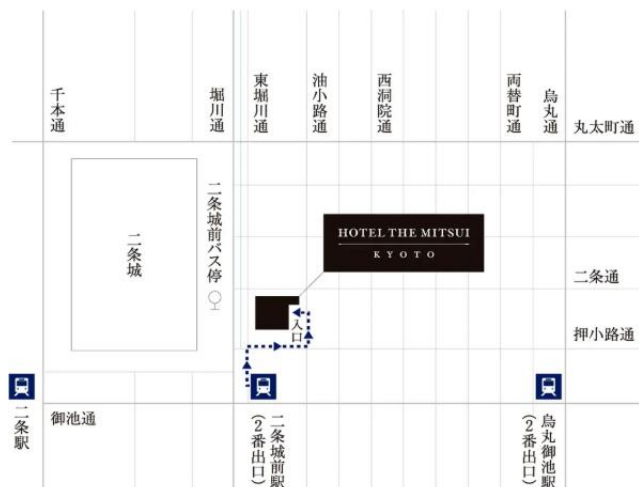 千本通
堀川通
東堀川通
油小路通
西洞院通
両替町通
烏丸通
丸太町通
二条城
二条城前バス停
HOTEL THE MITSUI
KYOTO
二条通
入口
押小路通
二条駅
御池通
二条城前駅
(2番出口)
烏丸御池駅
(2番出口)